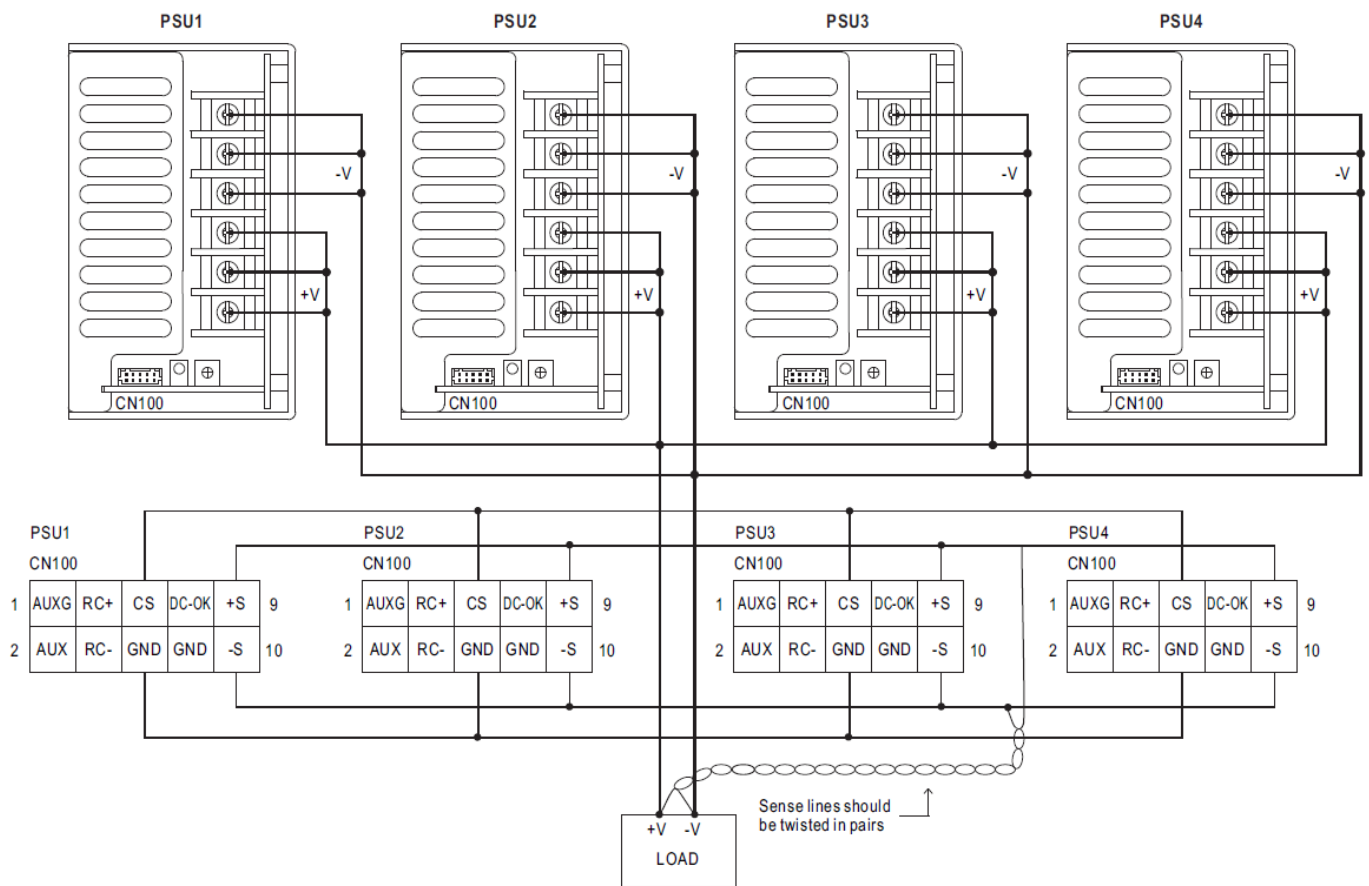 PSU1 PSU2 PSU3 PSU4
-V -V -V -V
+V +V +V +V
CN100 CN100 CN100 CN100
PSU1 PSU2 PSU3 PSU4
CN100 CN100 CN100 CN100
1 AUXG RC+ CS DC-OK +S 9 1 AUXG RC+ CS DC-OK +S 9 1 AUXG RC+ CS DC-OK +S 9 1 AUXG RC+ CS DC-OK +S 9
2 AUX RC- GND GND -S 10 2 AUX RC- GND GND -S 10 2 AUX RC- GND GND -S 10 2 AUX RC- GND GND -S 10
Sense lines should
be twisted in pairs
+V -V
LOAD